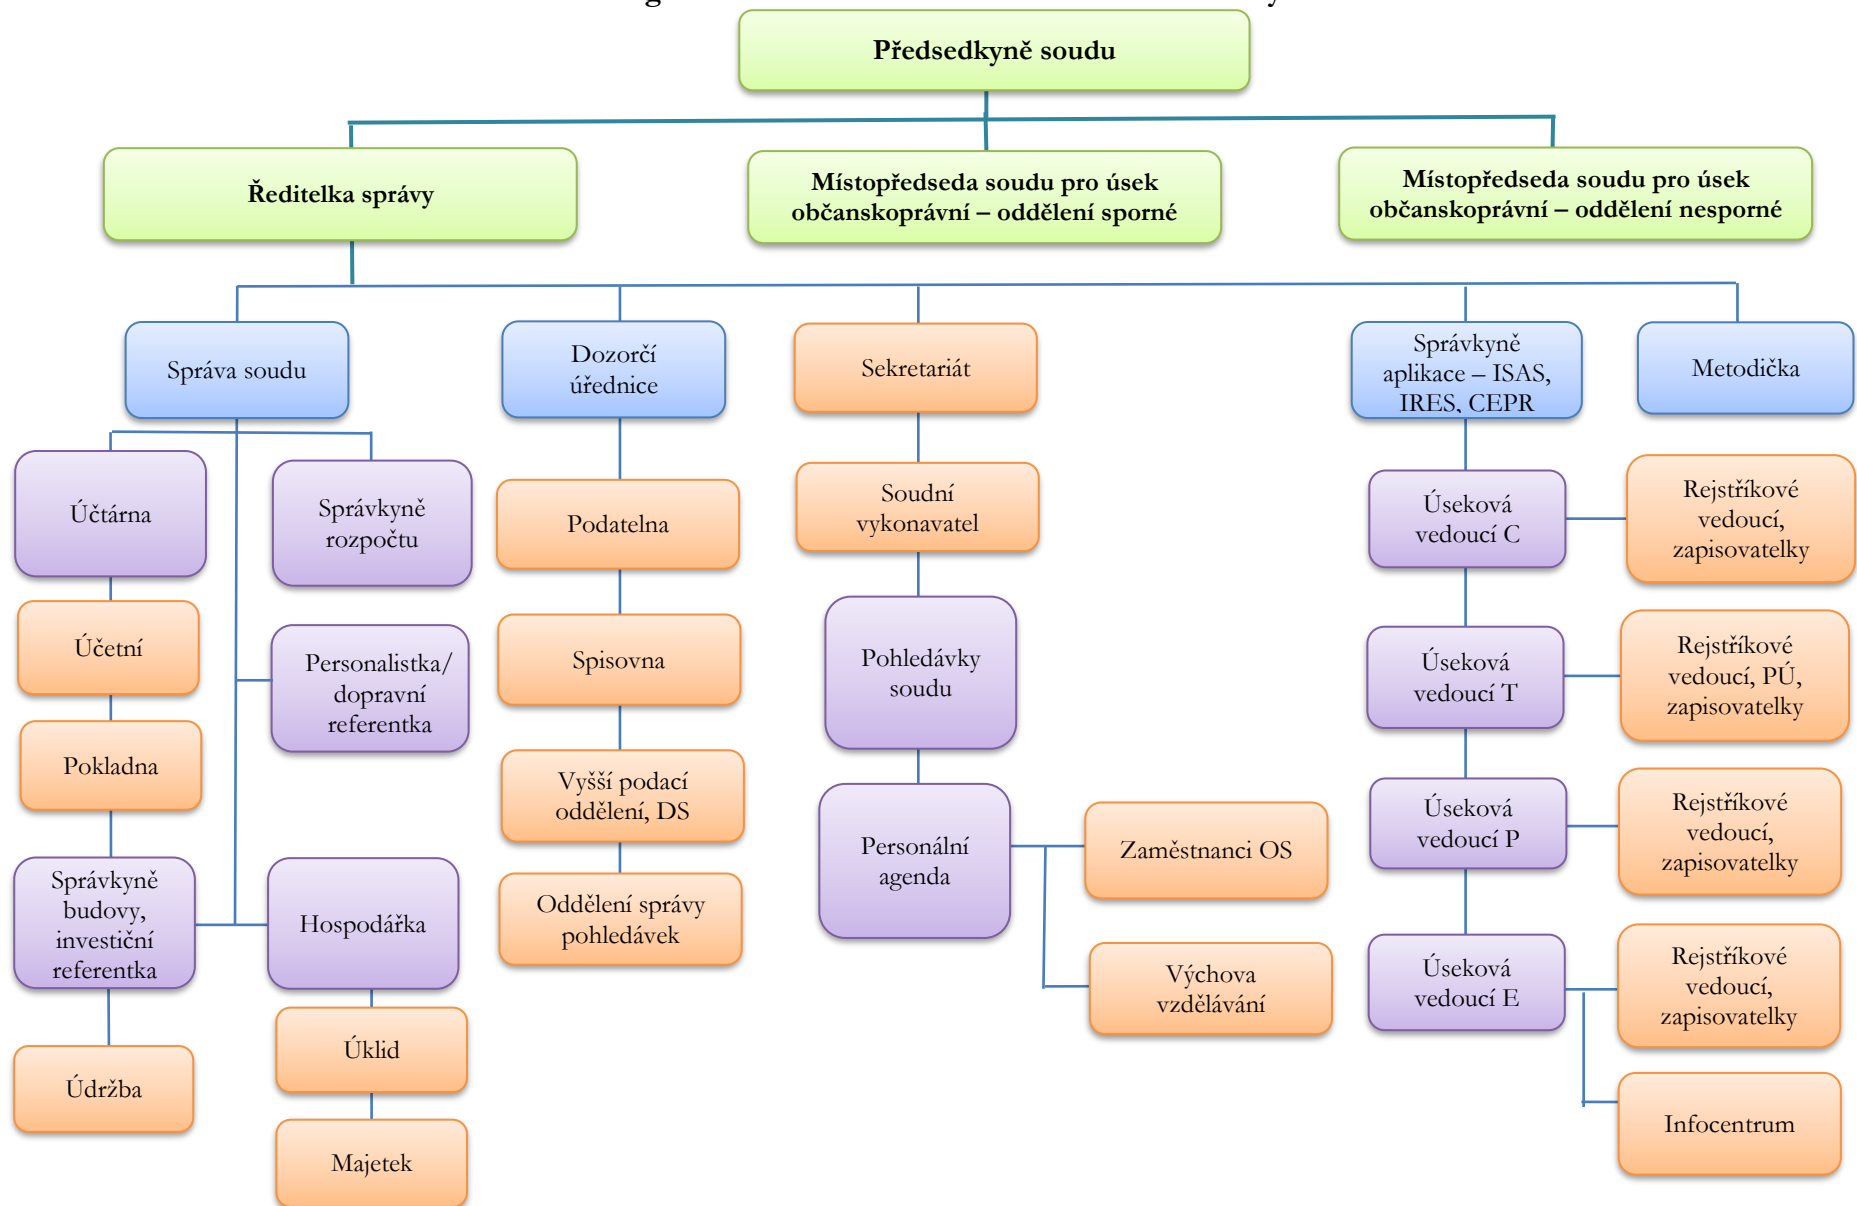 Předsedkyně soudu
Ředitelka správy
Místopředseda soudu pro úsek
občanskoprávní – oddělení sporné
Místopředseda soudu pro úsek
občanskoprávní – oddělení nesporné
Správa soudu
Dozorčí
úřednice
Sekretariát
Správkyně
aplikace – ISAS,
IRES, CEPR
Metodička
Účtárna
Správkyně
rozpočtu
Účetní
Personalistka/
dopravní
referentka
Pokladna
Správkyně
budovy,
investiční
referentka
Hospodářka
Údržba
Úklid
Majetek
Podatelna
Spisovna
Vyšší podací
oddělení, DS
Oddělení správy
pohledávek
Soudní
vykonavatel
Pohledávky
soudu
Personální
agenda
Zaměstnanci OS
Výchova
vzdělávání
Úseková
vedoucí C
Rejstříkové
vedoucí,
zapisovatelky
Úseková
vedoucí T
Rejstříkové
vedoucí, PÚ,
zapisovatelky
Úseková
vedoucí P
Rejstříkové
vedoucí,
zapisovatelky
Úseková
vedoucí E
Rejstříkové
vedoucí,
zapisovatelky
Infocentrum